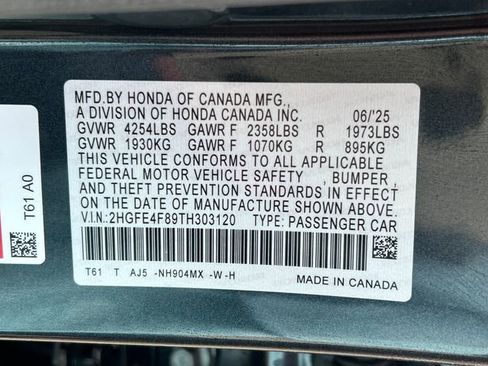 MFD.BY HONDA OF CANADA MFG.,
A DIVISION OF HONDA CANADA INC. 06/'25
GVWR 4254LBS GAWR F 2358LBS R 1973LBS
GVWR 1930KG GAWR F 1070KG R 895KG
THIS VEHICLE CONFORMS TO ALL APPLICABLE
FEDERAL MOTOR VEHICLE SAFETY, BUMPER,
AND THEFT PREVENTION STANDARDS IN EFFECT
ON THE DATE OF MANUFACTURE SHOWN ABOVE.
V.I.N.:2HGFE4F89TH303120 TYPE: PASSENGER CAR
T61 T AJ5 -NH904MX -W-H
MADE IN CANADA
T61 A0